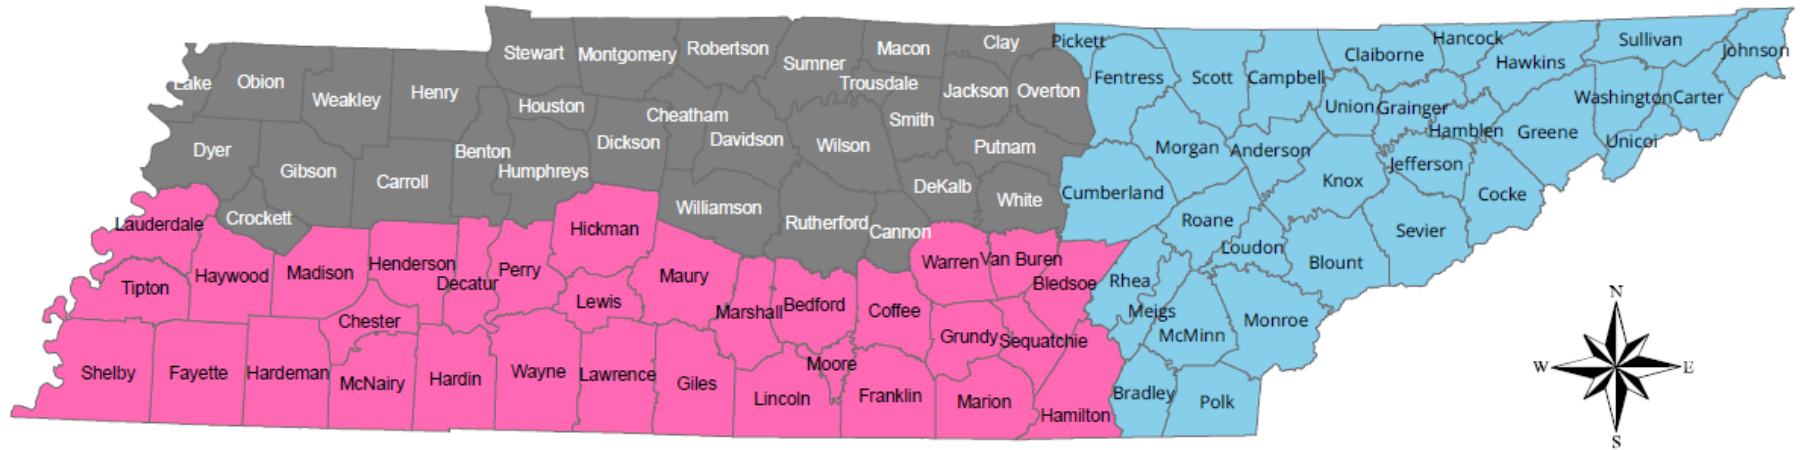 Stewart
Montgomery
Robertson
Sumner
Macon
Clay
Trousdale
Lake
Obion
Weakley
Henry
Houston
Cheatham
Jackson
Overton
Smith
Dickson
Davidson
Wilson
Dyer
Gibson
Carroll
Benton
Humphreys
Putnam
DeKalb
White
Crockett
Williamson
Rutherford
Cannon
Pickett
Fentress
Scott
Campbell
Claiborne
Hancock
Hawkins
Sullivan
Johnson
Union
Grainger
Washington
Carter
Hamblen
Greene
Unicoi
Morgan
Anderson
Knox
Jefferson
Cocke
Cumberland
Roane
Loudon
Blount
Sevier
Rhea
Meigs
McMinn
Monroe
Bradley
Polk
Lauderdale
Haywood
Madison
Henderson
Decatur
Perry
Hickman
Maury
Lewis
Tipton
Chester
Marshall
Bedford
Coffee
Warren
Van Buren
Bledsoe
Grundy
Sequatchie
Shelby
Fayette
Hardeman
McNairy
Hardin
Wayne
Lawrence
Giles
Lincoln
Moore
Franklin
Marion
Hamilton
N
W
E
S